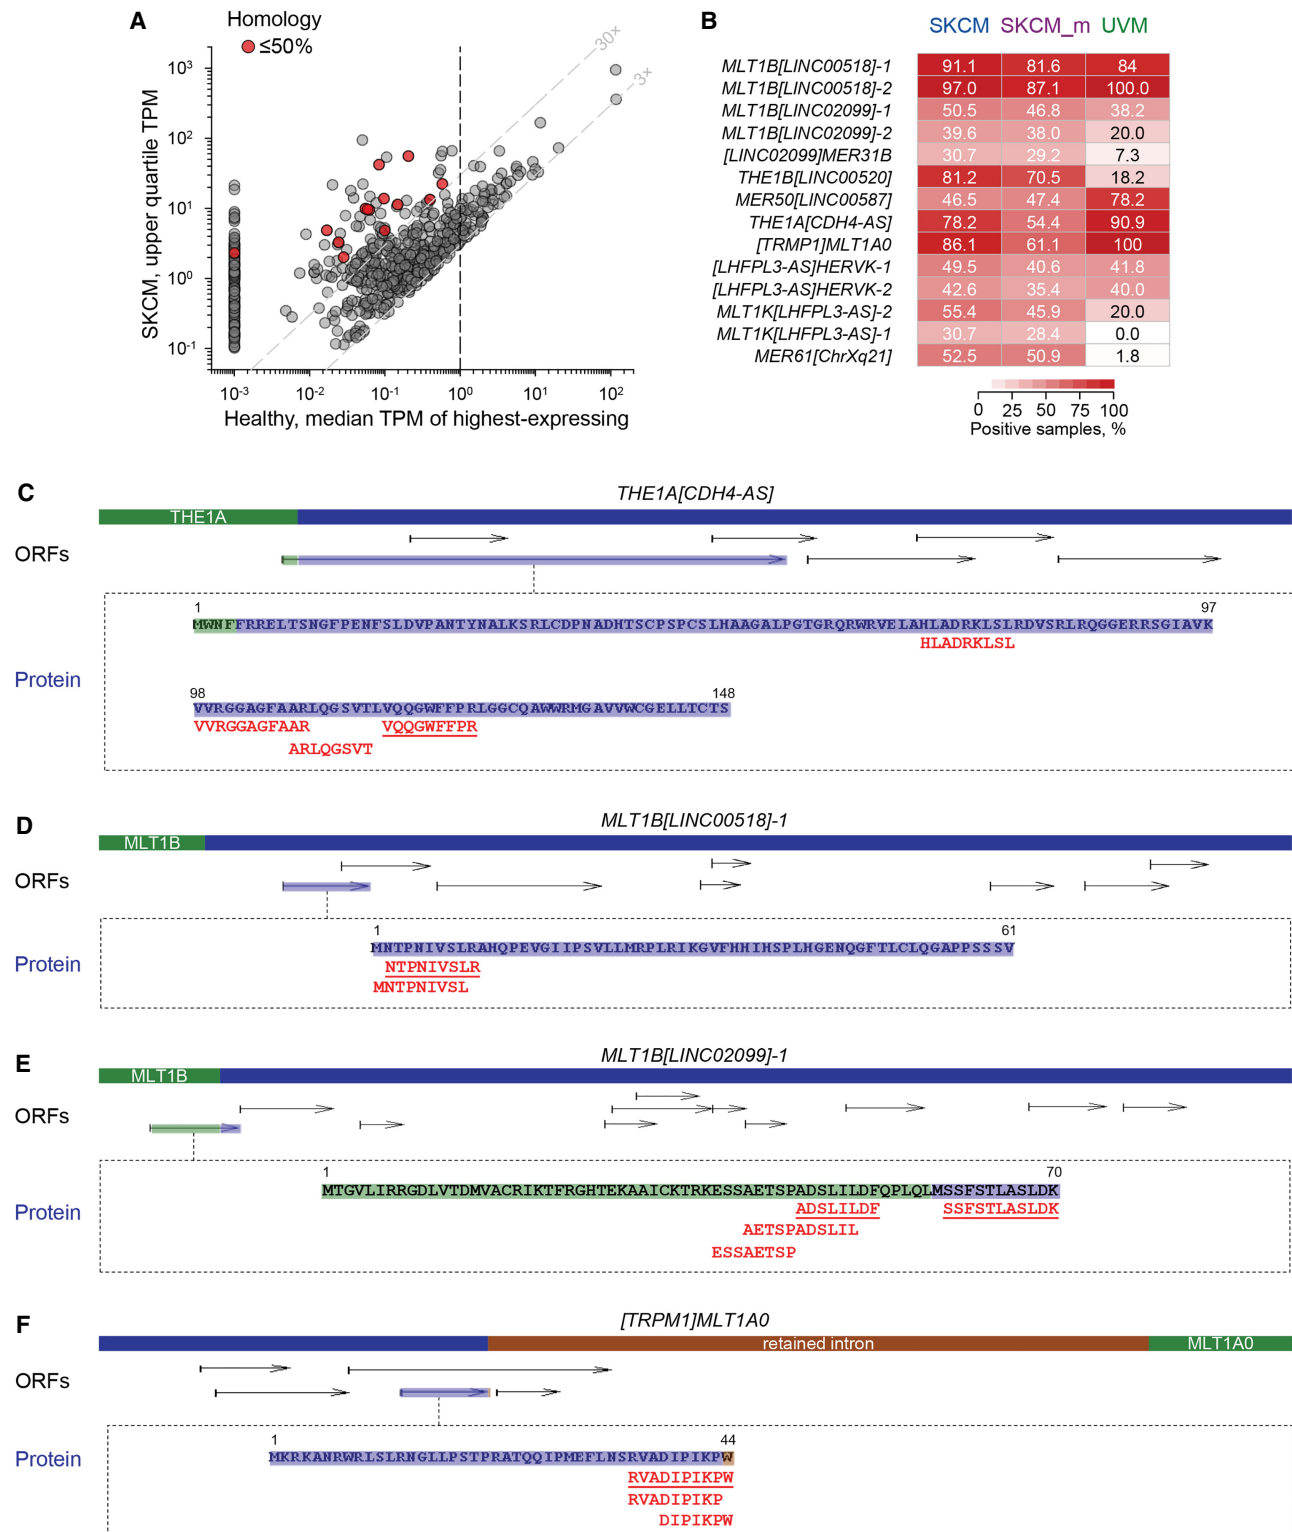 A
Homology
≤50%
30×
3×
SKCM, upper quartile TPM
10³
10²
10¹
10⁰
10⁻¹
10⁻³
10⁻²
10⁻¹
10⁰
10¹
10²
Healthy, median TPM of highest-expressing
B
SKCM SKCM_m UVM
MLT1B[LINC00518]-1 91.1 81.6 84
MLT1B[LINC00518]-2 97.0 87.1 100.0
MLT1B[LINC02099]-1 50.5 46.8 38.2
MLT1B[LINC02099]-2 39.6 38.0 20.0
[LINC02099]MER31B 30.7 29.2 7.3
THE1B[LINC00520] 81.2 70.5 18.2
MER50[LINC00587] 46.5 47.4 78.2
THE1A[CDH4-AS] 78.2 54.4 90.9
[TRMP1]MLT1A0 86.1 61.1 100
[LHFPL3-AS]HERVK-1 49.5 40.6 41.8
[LHFPL3-AS]HERVK-2 42.6 35.4 40.0
MLT1K[LHFPL3-AS]-2 55.4 45.9 20.0
MLT1K[LHFPL3-AS]-1 30.7 28.4 0.0
MER61[ChrXq21] 52.5 50.9 1.8
0 25 50 75 100
Positive samples, %
C
THE1A[CDH4-AS]
THE1A
ORFs
1 97
MWNFFRRELTSNGFPENFSLDVPANTYNALKSRLCDPNADHTSCPSPCSLHAAGALPGTGRQRWRVELAHLADRKLSLRDVSRLRQGGERRSGIAVK
HLADRKLSL
Protein
98 148
VVRGGAGFAARLQGSVTLVQQGWFFPRLGGCQAWWRMGAVVWCGELLTCTS
VVRGGAGFAAR VQQGWFFPR
ARLQGSVT
D
MLT1B[LINC00518]-1
MLT1B
ORFs
1 61
MNTPNIVSLRAHQPEVGIIPSVLLMRPLRIKGVFHHIHSPLHGENQGFTLCLQGAPPSSSV
Protein
NTPNIVSLR
MNTPNIVSL
E
MLT1B[LINC02099]-1
MLT1B
ORFs
1 70
MTGVLIRRGDLVTDMVACRIKTFRGHTEKAAICKTRKESSAETSPADSLILDFQPLQLMSSFSTLASLDK
Protein
ADSLILDF SSFSTLASLDK
AETSPADSLIL
ESSAETSP
F
[TRPM1]MLT1A0
retained intron MLT1A0
ORFs
1 44
Protein
MKRKANRWRLSLRNGLLPSTPRATQQIPMEFLNSRVADIPIKPW
RVADIPIKPW
RVADIPIKP
DIPIKPW